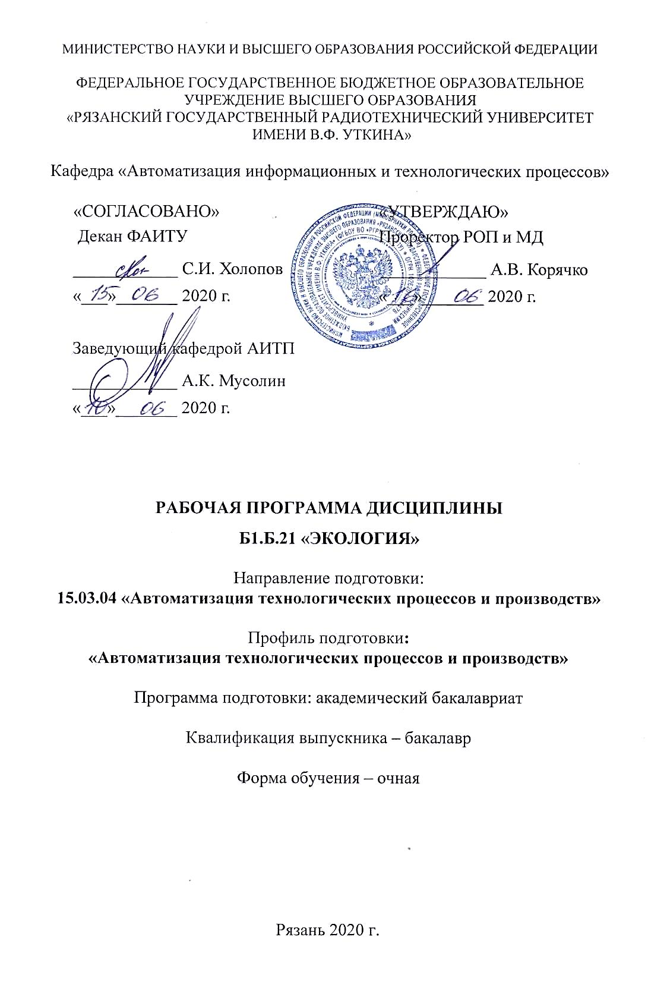 МИНИСТЕРСТВО НАУКИ И ВЫСШЕГО ОБРАЗОВАНИЯ РОССИЙСКОЙ ФЕДЕРАЦИИ
ФЕДЕРАЛЬНОЕ ГОСУДАРСТВЕННОЕ БЮДЖЕТНОЕ ОБРАЗОВАТЕЛЬНОЕ
УЧРЕЖДЕНИЕ ВЫСШЕГО ОБРАЗОВАНИЯ
«РЯЗАНСКИЙ ГОСУДАРСТВЕННЫЙ РАДИОТЕХНИЧЕСКИЙ УНИВЕРСИТЕТ
ИМЕНИ В.Ф. УТКИНА»
Кафедра «Автоматизация информационных и технологических процессов»
«СОГЛАСОВАНО»
Декан ФАИТУ
С.И. Холопов
«15» 06 2020 г.
Заведующий кафедрой АИТП
А.К. Мусолин
«10» 06 2020 г.
«УТВЕРЖДАЮ»
Проректор РОП и МД
А.В. Корячко
«16» 06 2020 г.
РАБОЧАЯ ПРОГРАММА ДИСЦИПЛИНЫ
Б1.Б.21 «ЭКОЛОГИЯ»
Направление подготовки:
15.03.04 «Автоматизация технологических процессов и производств»
Профиль подготовки:
«Автоматизация технологических процессов и производств»
Программа подготовки: академический бакалавриат
Квалификация выпускника – бакалавр
Форма обучения – очная
Рязань 2020 г.